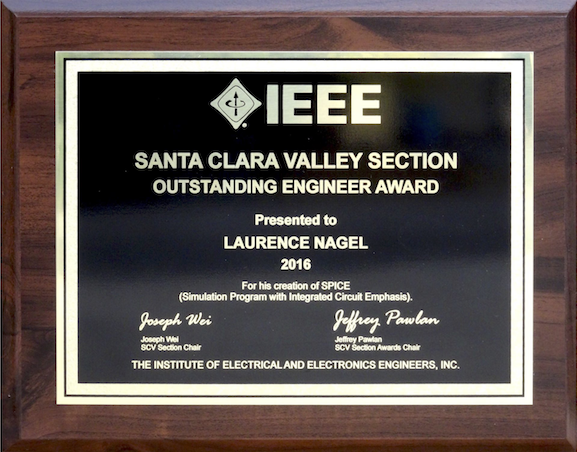 IEEE
SANTA CLARA VALLEY SECTION
OUTSTANDING ENGINEER AWARD
Presented to
LAURENCE NAGEL
2016
For his creation of SPICE
(Simulation Program with Integrated Circuit Emphasis).
Joseph Wei Jeffrey Pawlan
Joseph Wei Jeffrey Pawlan
SCV Section Chair SCV Section Awards Chair
THE INSTITUTE OF ELECTRICAL AND ELECTRONICS ENGINEERS, INC.